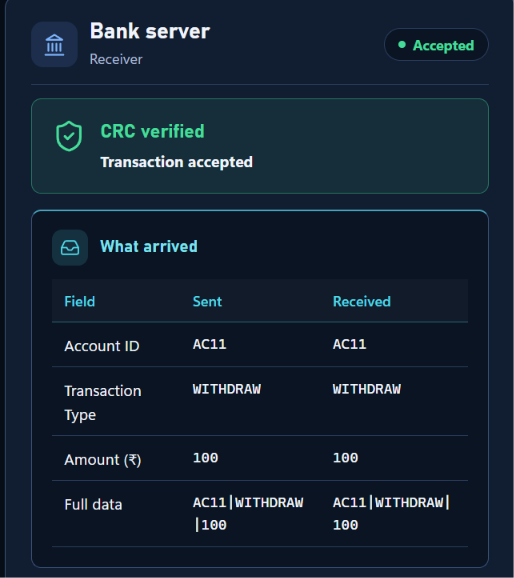 Bank server
Receiver
Accepted
CRC verified
Transaction accepted
What arrived
Field Sent Received
Account ID AC11 AC11
Transaction Type WITHDRAW WITHDRAW
Amount (₹) 100 100
Full data AC11|WITHDRAW|100 AC11|WITHDRAW|100